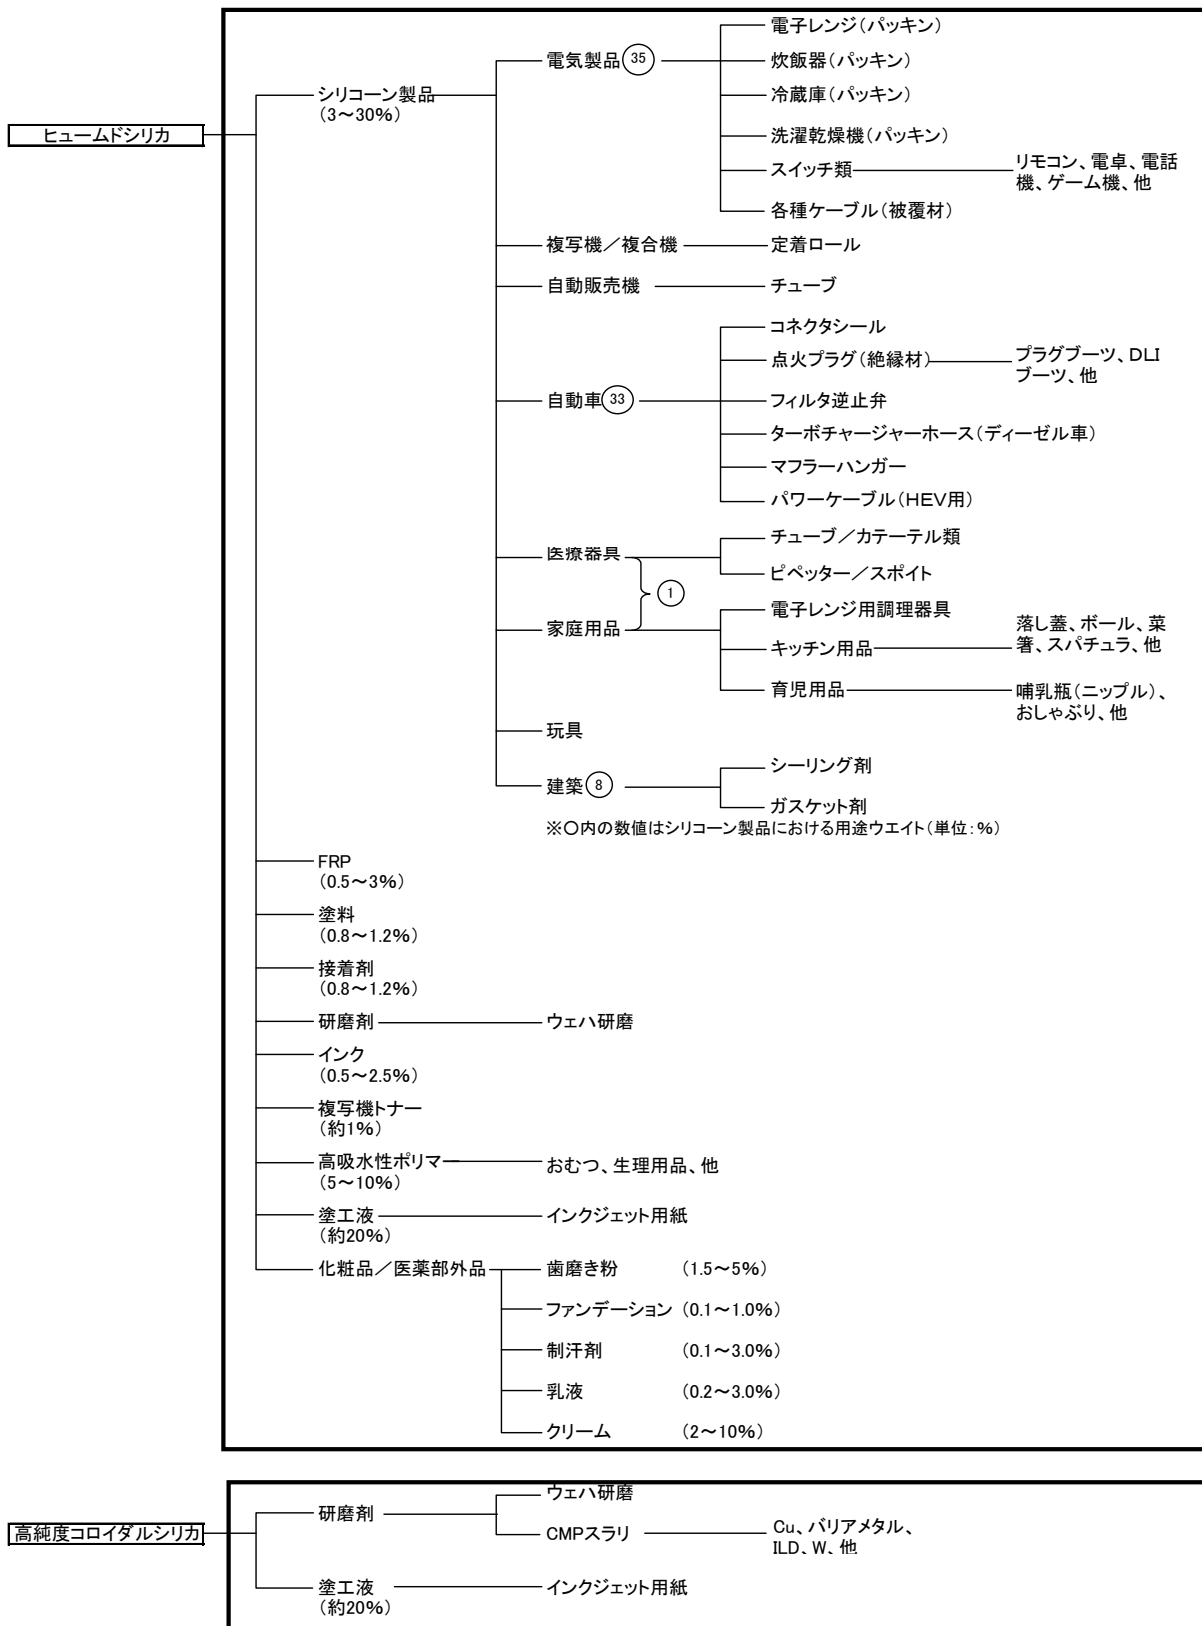 ヒュームドシリカ
シリコーン製品
(3～30%)
電気製品 35
電子レンジ(パッキン)
炊飯器(パッキン)
冷蔵庫(パッキン)
洗濯乾燥機(パッキン)
スイッチ類
リモコン、電卓、電話
機、ゲーム機、他
各種ケーブル(被覆材)
複写機／複合機
定着ロール
自動販売機
チューブ
自動車 33
コネクタシール
点火プラグ(絶縁材)
プラグブーツ、DLI
ブーツ、他
フィルタ逆止弁
ターボチャージャーホース(ディーゼル車)
マフラーハンガー
パワーケーブル(HEV用)
医療器具
チューブ／カテーテル類
ピペッター／スポイト
1
家庭用品
電子レンジ用調理器具
キッチン用品
落し蓋、ボール、菜
箸、スパチュラ、他
育児用品
哺乳瓶(ニップル)、
おしゃぶり、他
玩具
建築 8
シーリング剤
ガスケット剤
※○内の数値はシリコーン製品における用途ウエイト(単位:%)
FRP
(0.5～3%)
塗料
(0.8～1.2%)
接着剤
(0.8～1.2%)
研磨剤
ウェハ研磨
インク
(0.5～2.5%)
複写機トナー
(約1%)
高吸水性ポリマー
(5～10%)
おむつ、生理用品、他
塗工液
(約20%)
インクジェット用紙
化粧品／医薬部外品
歯磨き粉 (1.5～5%)
ファンデーション (0.1～1.0%)
制汗剤 (0.1～3.0%)
乳液 (0.2～3.0%)
クリーム (2～10%)
高純度コロイダルシリカ
研磨剤
ウェハ研磨
CMPスラリ
Cu、バリアメタル、
ILD、W、他
塗工液
(約20%)
インクジェット用紙